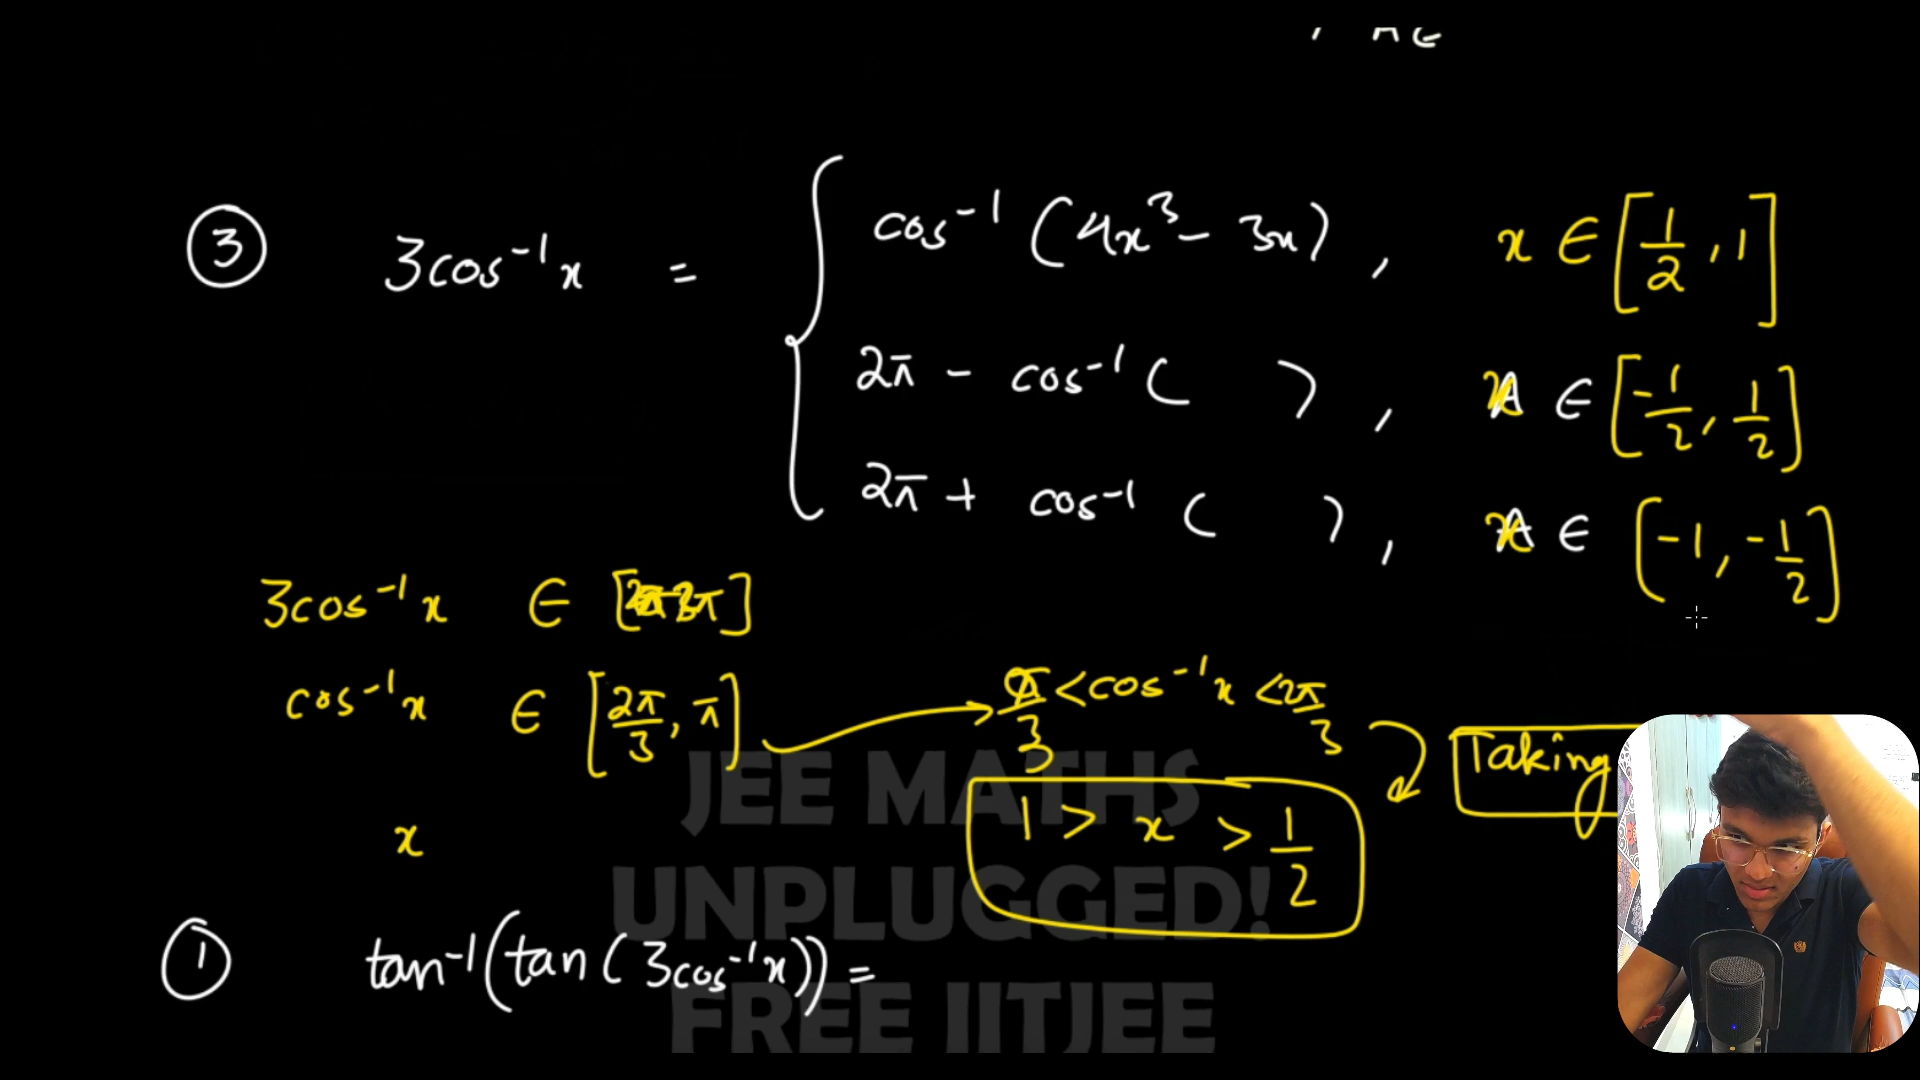 ③ 3cos⁻¹x = { cos⁻¹(4x³ - 3x) , x ∈ [1/2, 1]
2π - cos⁻¹( ) , x ∈ [-1/2, 1/2]
2π + cos⁻¹( ) , x ∈ [-1, -1/2]
3cos⁻¹x ∈ [ 3π]
cos⁻¹x ∈ [2π/3, π]
π/3 < cos⁻¹x < 2π/3
Taking
1 > x > 1/2
x
① tan⁻¹(tan(3cos⁻¹x)) =
JEE MATHS
UNPLUGGED!
FREE IITJEE